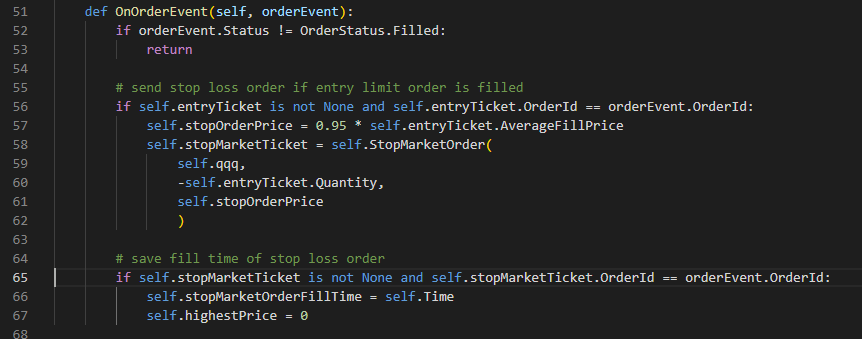 51 def OnOrderEvent(self, orderEvent):
52 if orderEvent.Status != OrderStatus.Filled:
53 return
54
55 # send stop loss order if entry limit order is filled
56 if self.entryTicket is not None and self.entryTicket.OrderId == orderEvent.OrderId:
57 self.stopOrderPrice = 0.95 * self.entryTicket.AverageFillPrice
58 self.stopMarketTicket = self.StopMarketOrder(
59 self.qqq,
60 -self.entryTicket.Quantity,
61 self.stopOrderPrice
62 )
63
64 # save fill time of stop loss order
65 if self.stopMarketTicket is not None and self.stopMarketTicket.OrderId == orderEvent.OrderId:
66 self.stopMarketOrderFillTime = self.Time
67 self.highestPrice = 0
68